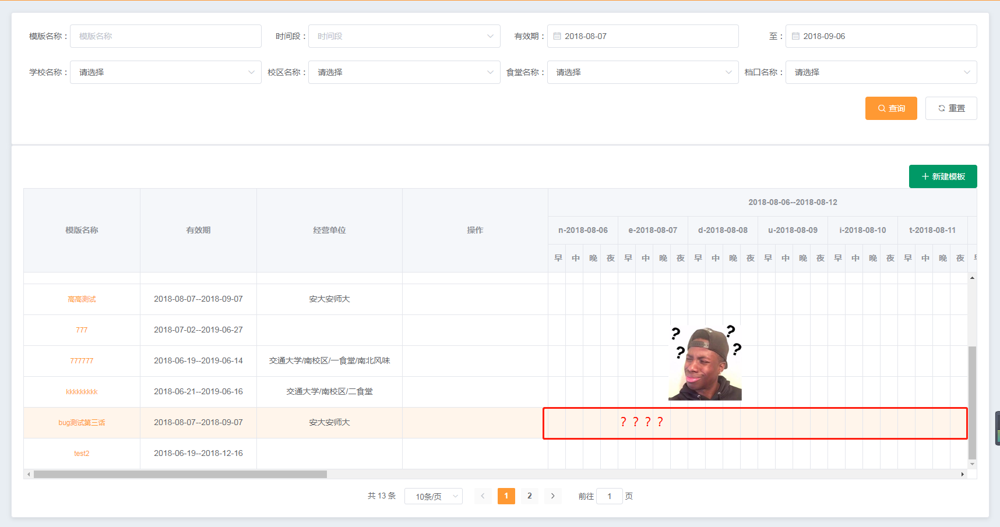 模版名称： 模版名称 时间段： 时间段 有效期： 2018-08-07 至： 2018-09-06
学校名称： 请选择 校区名称： 请选择 食堂名称： 请选择 档口名称： 请选择
查询 重置
新建模板
模版名称 有效期 经营单位 操作 2018-08-06--2018-08-12
n-2018-08-06 e-2018-08-07 d-2018-08-08 u-2018-08-09 i-2018-08-10 t-2018-08-11
早 中 晚 夜 早 中 晚 夜 早 中 晚 夜 早 中 晚 夜 早 中 晚 夜 早 中 晚 夜
高高测试 2018-08-07--2018-09-07 安大安师大
777 2018-07-02--2019-06-27
? ? ? ?
777777 2018-06-19--2019-06-14 交通大学/南校区/一食堂/南北风味
kkkkkkkkk 2018-06-21--2019-06-16 交通大学/南校区/二食堂
bug测试第三话 2018-08-07--2018-09-07 安大安师大 ？？？？
test2 2018-06-19--2018-12-16
共 13 条 10条/页 1 2 前往 1 页